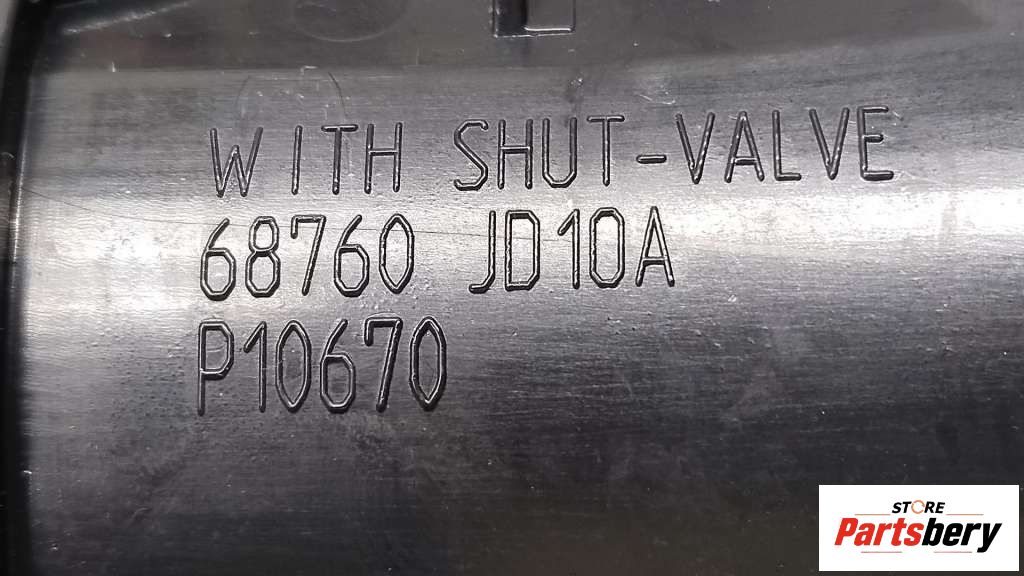 WITH SHUT-VALVE
68760 JD10A
P10670
STORE
Partsbery